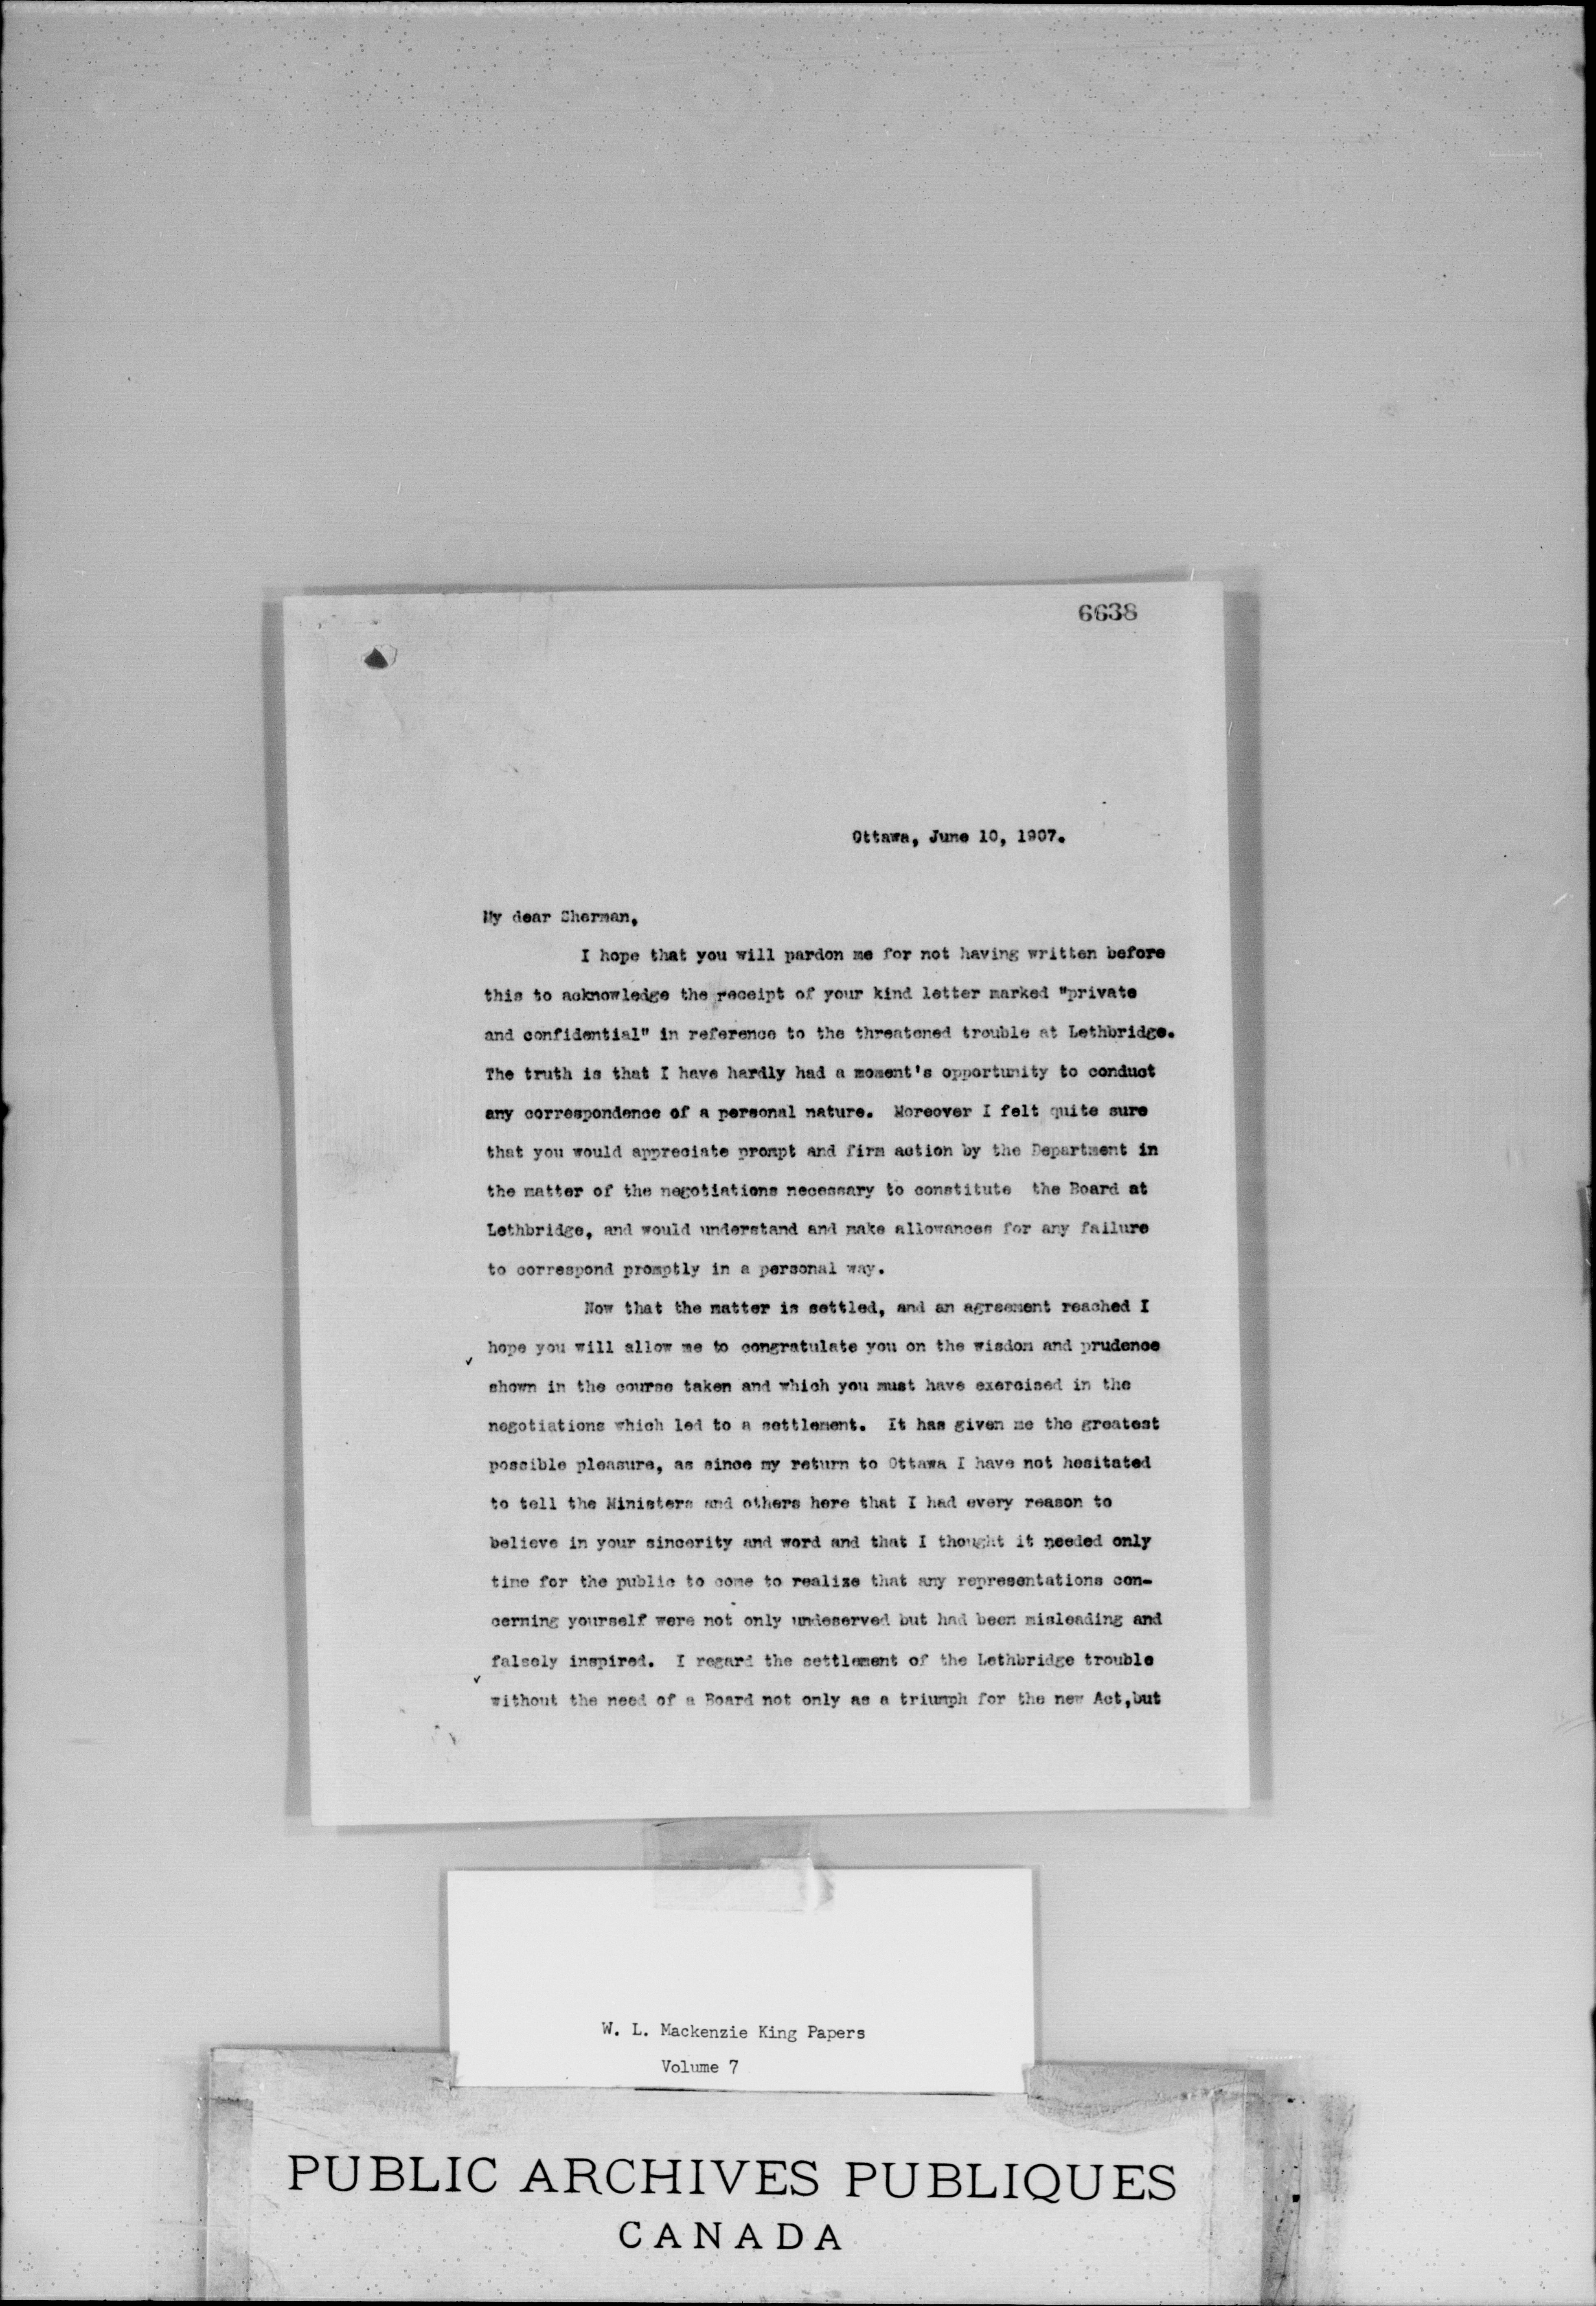 6638
Ottawa, June 10, 1907.
My dear Sherman,
I hope that you will pardon me for not having written before
this to acknowledge the receipt of your kind letter marked "private
and confidential" in reference to the threatened trouble at Lethbridge.
The truth is that I have hardly had a moment's opportunity to conduct
any correspondence of a personal nature. Moreover I felt quite sure
that you would appreciate prompt and firm action by the Department in
the matter of the negotiations necessary to constitute the Board at
Lethbridge, and would understand and make allowances for any failure
to correspond promptly in a personal way.
Now that the matter is settled, and an agreement reached I
hope you will allow me to congratulate you on the wisdom and prudence
shown in the course taken and which you must have exercised in the
negotiations which led to a settlement. It has given me the greatest
possible pleasure, as since my return to Ottawa I have not hesitated
to tell the Ministers and others here that I had every reason to
believe in your sincerity and word and that I thought it needed only
time for the public to come to realize that any representations con-
cerning yourself were not only undeserved but had been misleading and
falsely inspired. I regard the settlement of the Lethbridge trouble
without the need of a Board not only as a triumph for the new Act,but
W. L. Mackenzie King Papers
Volume 7
PUBLIC ARCHIVES PUBLIQUES
CANADA